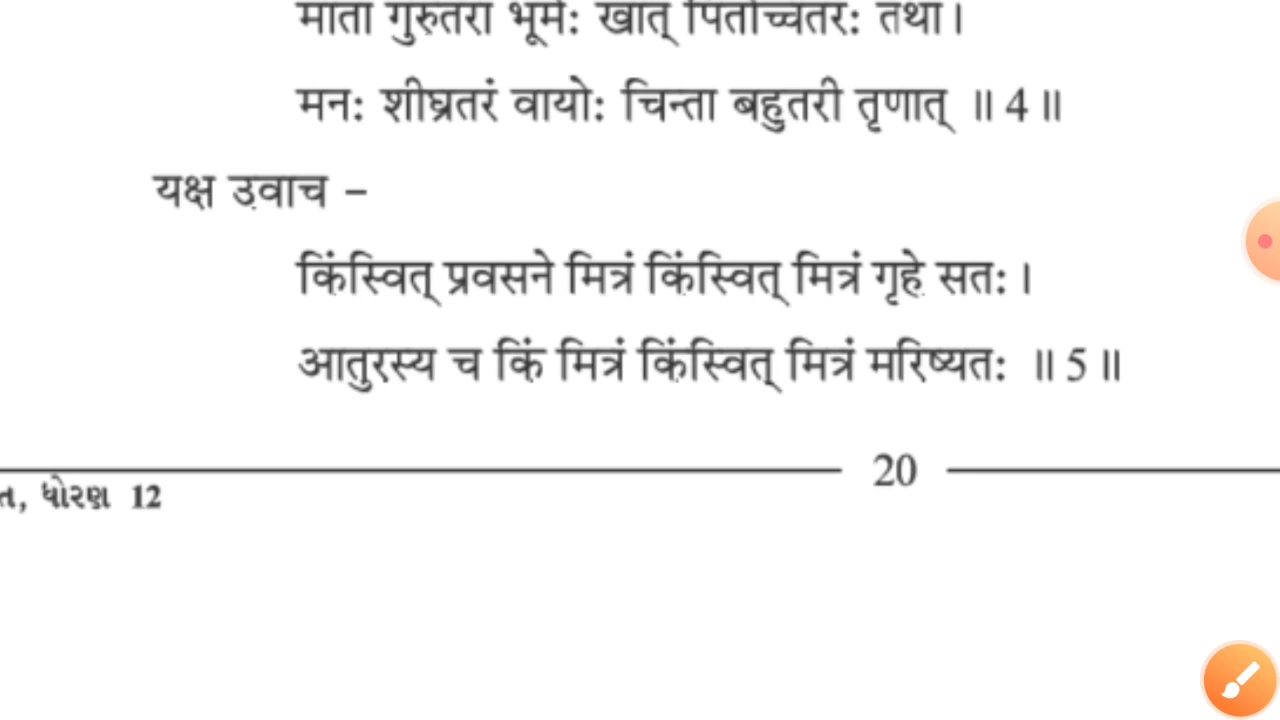 माता गुरुतरा भूमेः खात् पितोच्चतरः तथा।
मनः शीघ्रतरं वायोः चिन्ता बहुतरी तृणात् ॥ 4 ॥
यक्ष उवाच –
किंस्वित् प्रवसने मित्रं किंस्वित् मित्रं गृहे सतः।
आतुरस्य च किं मित्रं किंस्वित् मित्रं मरिष्यतः ॥ 5 ॥
20
ત, ધોરણ 12